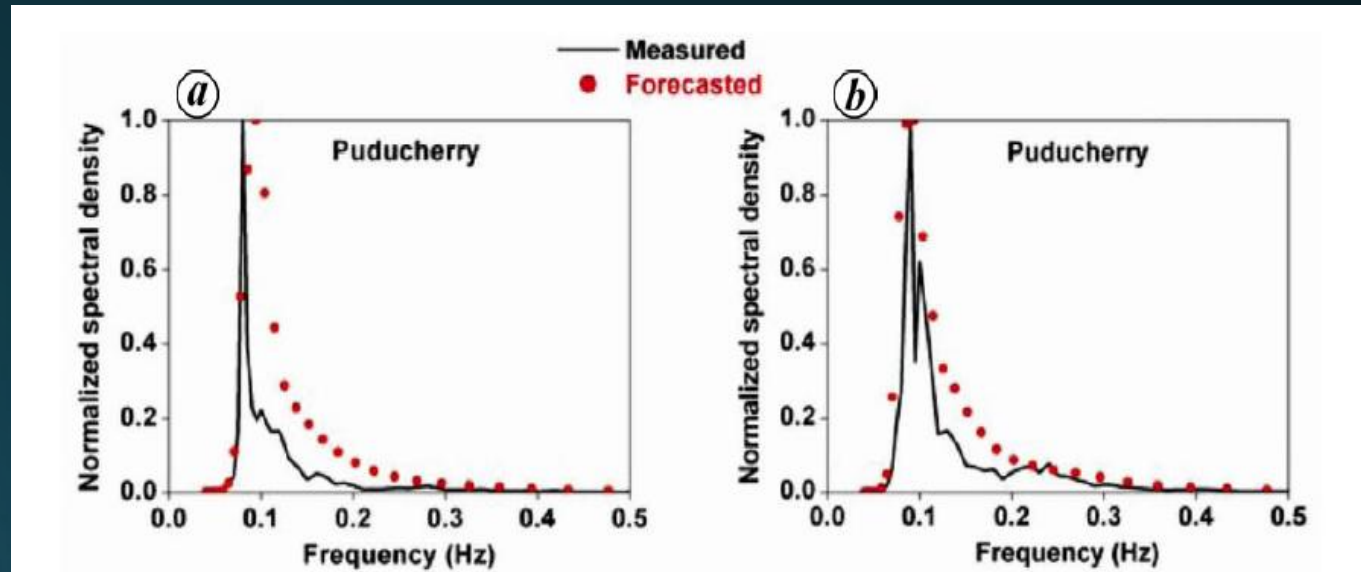 Measured
Forecasted
a
Puducherry
Normalized spectral density
1.0
0.8
0.6
0.4
0.2
0.0
0.0 0.1 0.2 0.3 0.4 0.5
Frequency (Hz)
b
Puducherry
Normalized spectral density
1.0
0.8
0.6
0.4
0.2
0.0
0.0 0.1 0.2 0.3 0.4 0.5
Frequency (Hz)